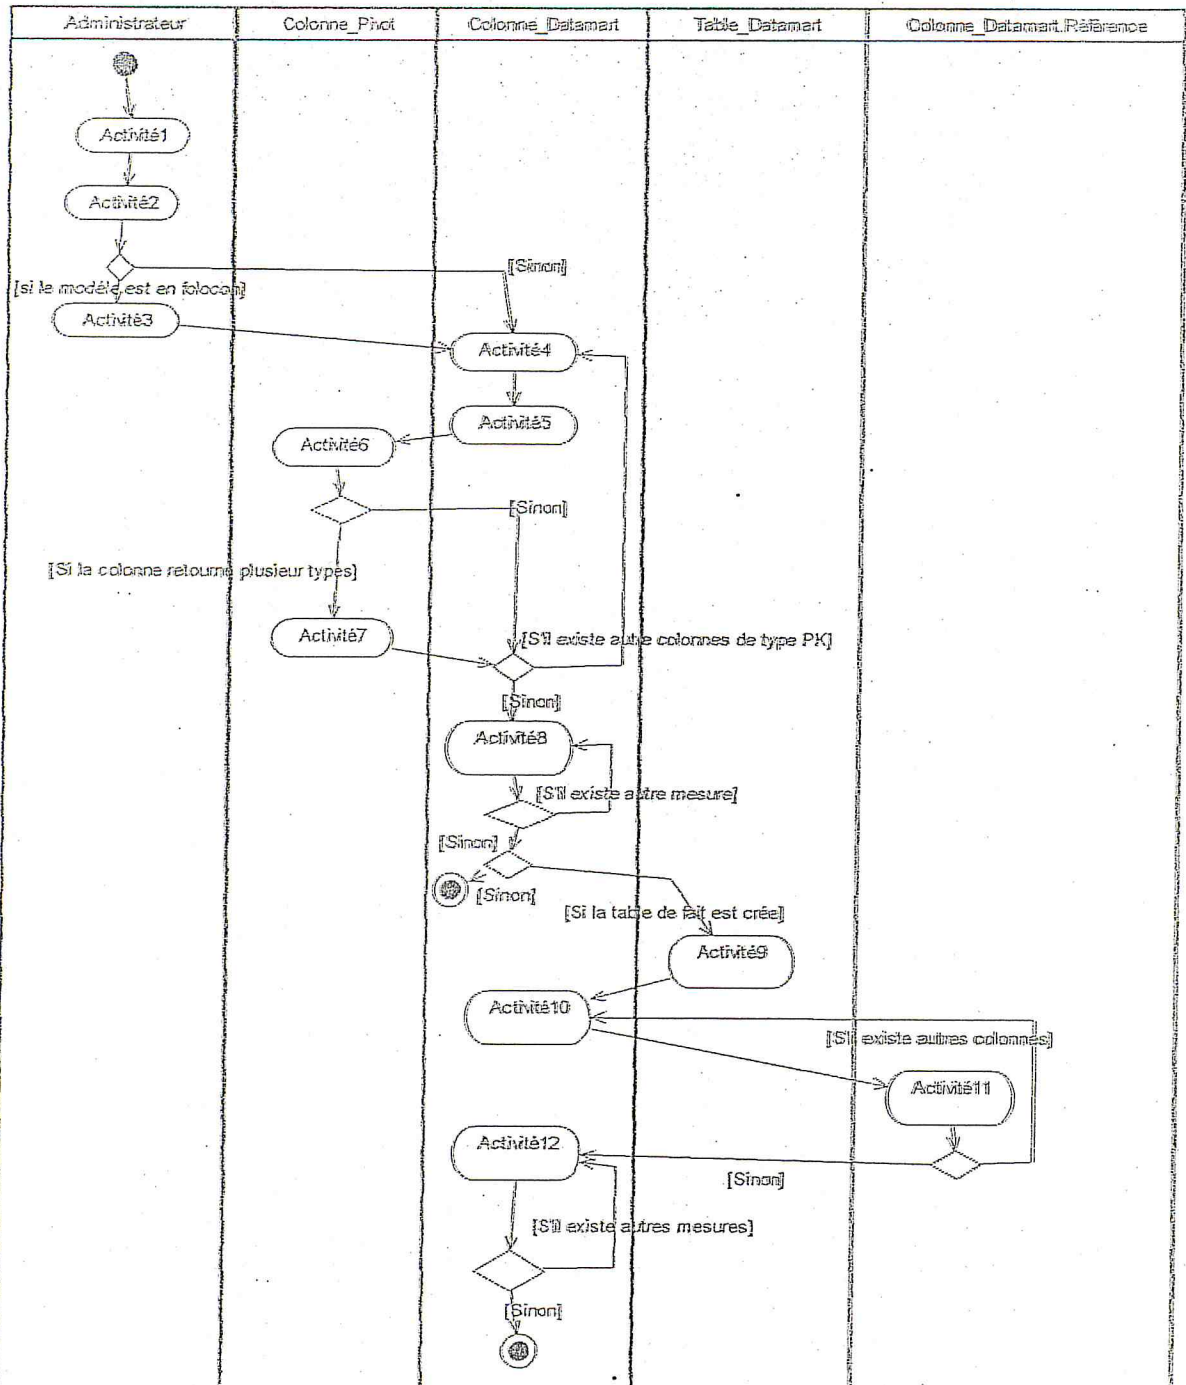 Administrateur
Colonne_Pivot
Colonne_Datamart
Table_Datamart
Colonne_Datamart.Référence
Activité1
Activité2
[Sinon]
[si le modèle est en folocon]
Activité3
Activité4
Activité5
Activité6
[Sinon]
[Si la colonne retourne plusieur types]
Activité7
[S'il existe autre colonnes de type PK]
[Sinon]
Activité8
[S'il existe autre mesure]
[Sinon]
[Sinon]
[Si la table de fait est crée]
Activité9
Activité10
[S'il existe autres colonnes]
Activité11
Activité12
[Sinon]
[S'il existe autres mesures]
[Sinon]